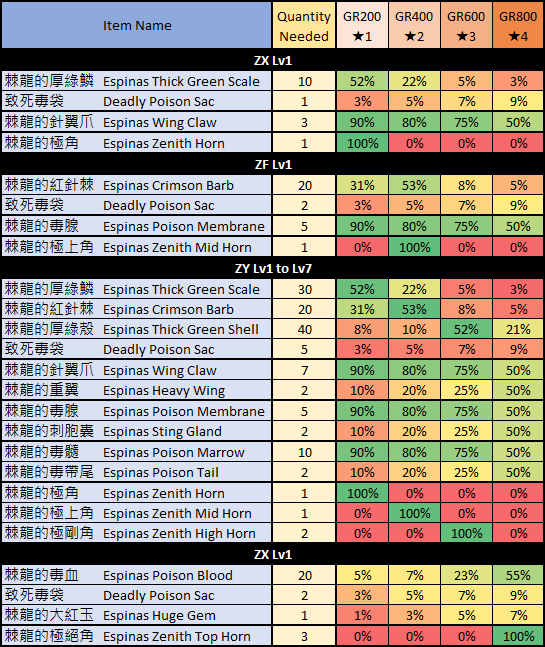 Item Name Quantity Needed GR200 ★1 GR400 ★2 GR600 ★3 GR800 ★4
ZX Lv1
棘龍的厚綠鱗 Espinas Thick Green Scale 10 52% 22% 5% 3%
致死毒袋 Deadly Poison Sac 1 3% 5% 7% 9%
棘龍的針翼爪 Espinas Wing Claw 3 90% 80% 75% 50%
棘龍的極角 Espinas Zenith Horn 1 100% 0% 0% 0%
ZF Lv1
棘龍的紅針棘 Espinas Crimson Barb 20 31% 53% 8% 5%
致死毒袋 Deadly Poison Sac 2 3% 5% 7% 9%
棘龍的毒腺 Espinas Poison Membrane 5 90% 80% 75% 50%
棘龍的極上角 Espinas Zenith Mid Horn 1 0% 100% 0% 0%
ZY Lv1 to Lv7
棘龍的厚綠鱗 Espinas Thick Green Scale 30 52% 22% 5% 3%
棘龍的紅針棘 Espinas Crimson Barb 20 31% 53% 8% 5%
棘龍的厚綠殼 Espinas Thick Green Shell 40 8% 10% 52% 21%
致死毒袋 Deadly Poison Sac 5 3% 5% 7% 9%
棘龍的針翼爪 Espinas Wing Claw 7 90% 80% 75% 50%
棘龍的重翼 Espinas Heavy Wing 2 10% 20% 25% 50%
棘龍的毒腺 Espinas Poison Membrane 5 90% 80% 75% 50%
棘龍的刺胞囊 Espinas Sting Gland 2 10% 20% 25% 50%
棘龍的毒髓 Espinas Poison Marrow 10 90% 80% 75% 50%
棘龍的毒帶尾 Espinas Poison Tail 2 10% 20% 25% 50%
棘龍的極角 Espinas Zenith Horn 1 100% 0% 0% 0%
棘龍的極上角 Espinas Zenith Mid Horn 1 0% 100% 0% 0%
棘龍的極剛角 Espinas Zenith High Horn 2 0% 0% 100% 0%
ZX Lv1
棘龍的毒血 Espinas Poison Blood 20 5% 7% 23% 55%
致死毒袋 Deadly Poison Sac 2 3% 5% 7% 9%
棘龍的大紅玉 Espinas Huge Gem 1 1% 3% 5% 7%
棘龍的極絕角 Espinas Zenith Top Horn 3 0% 0% 0% 100%